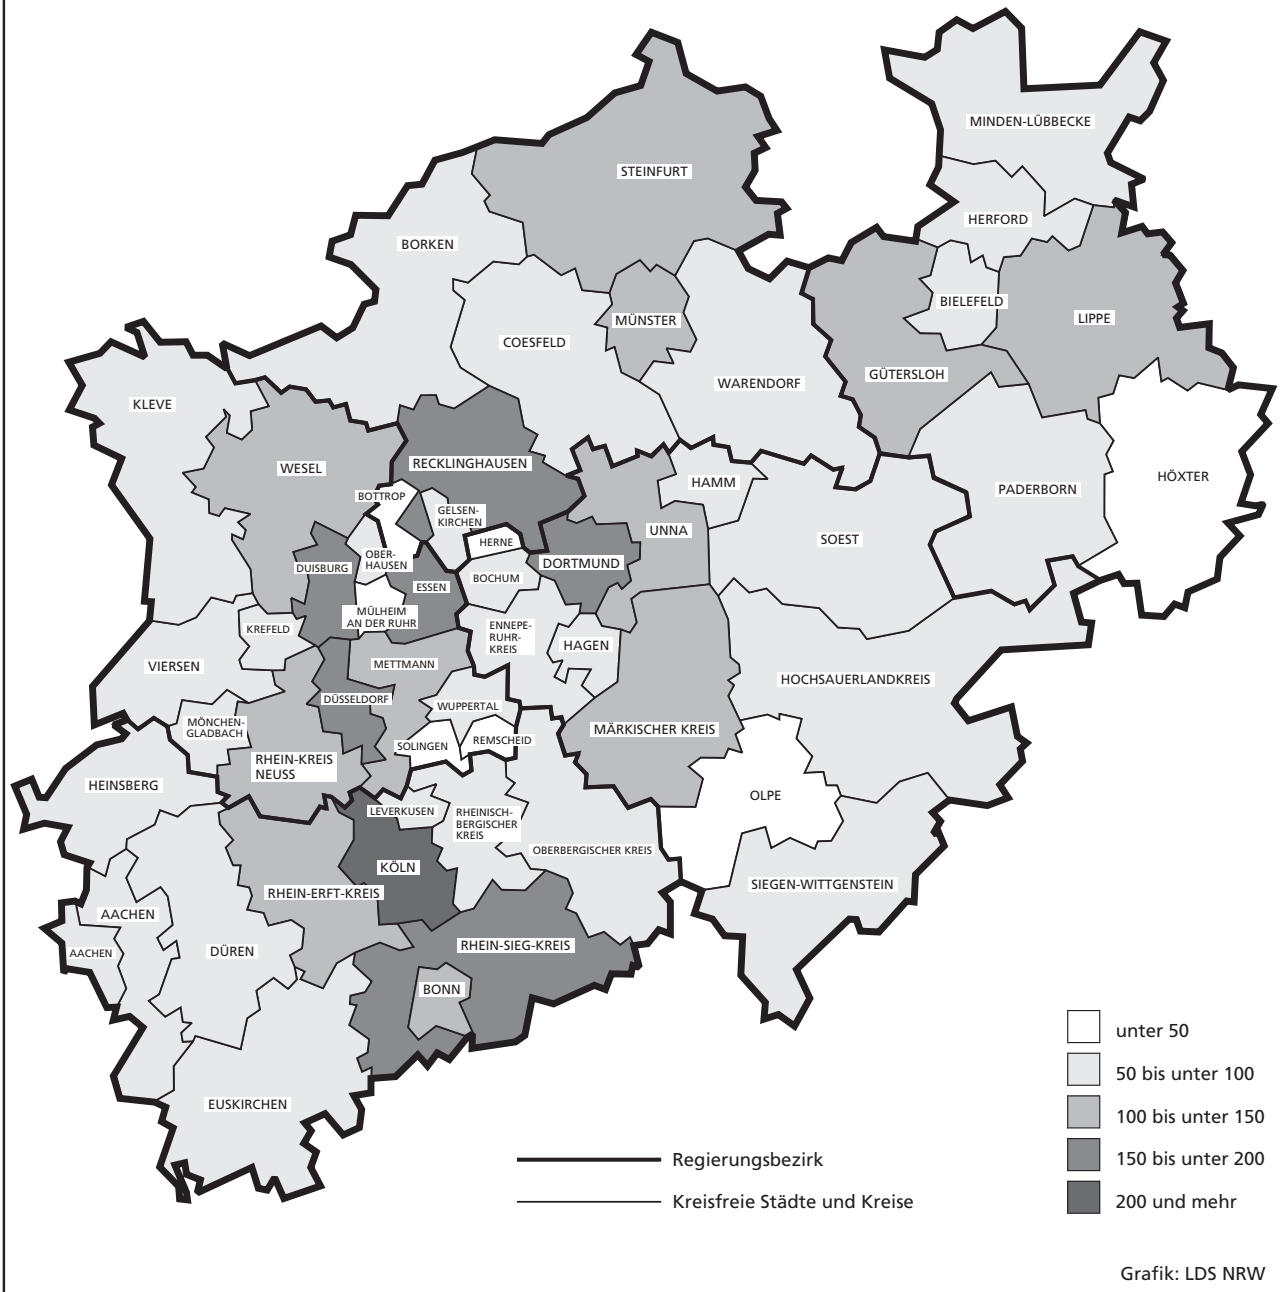 MINDEN-LÜBBECKE
STEINFURT
HERFORD
BORKEN
BIELEFELD
MÜNSTER
LIPPE
COESFELD
GÜTERSLOH
WARENDORF
KLEVE
RECKLINGHAUSEN
WESEL
HÖXTER
HAMM
PADERBORN
BOTTROP
GELSEN-
KIRCHEN
UNNA
SOEST
HERNE
OBER-
HAUSEN
DORTMUND
DUISBURG
BOCHUM
ESSEN
MÜLHEIM
AN DER RUHR
KREFELD
ENNEPE-
RUHR-
KREIS
HAGEN
VIERSEN
METTMANN
HOCHSAUERLANDKREIS
DÜSSELDORF
WUPPERTAL
MÖNCHEN-
GLADBACH
MÄRKISCHER KREIS
REMSCHEID
SOLINGEN
RHEIN-KREIS
NEUSS
HEINSBERG
OLPE
LEVERKUSEN
RHEINISCH-
BERGISCHER
KREIS
OBERBERGISCHER KREIS
KÖLN
SIEGEN-WITTGENSTEIN
RHEIN-ERFT-KREIS
AACHEN
RHEIN-SIEG-KREIS
DÜREN
AACHEN
BONN
EUSKIRCHEN
unter 50
50 bis unter 100
100 bis unter 150
150 bis unter 200
200 und mehr
Regierungsbezirk
Kreisfreie Städte und Kreise
Grafik: LDS NRW